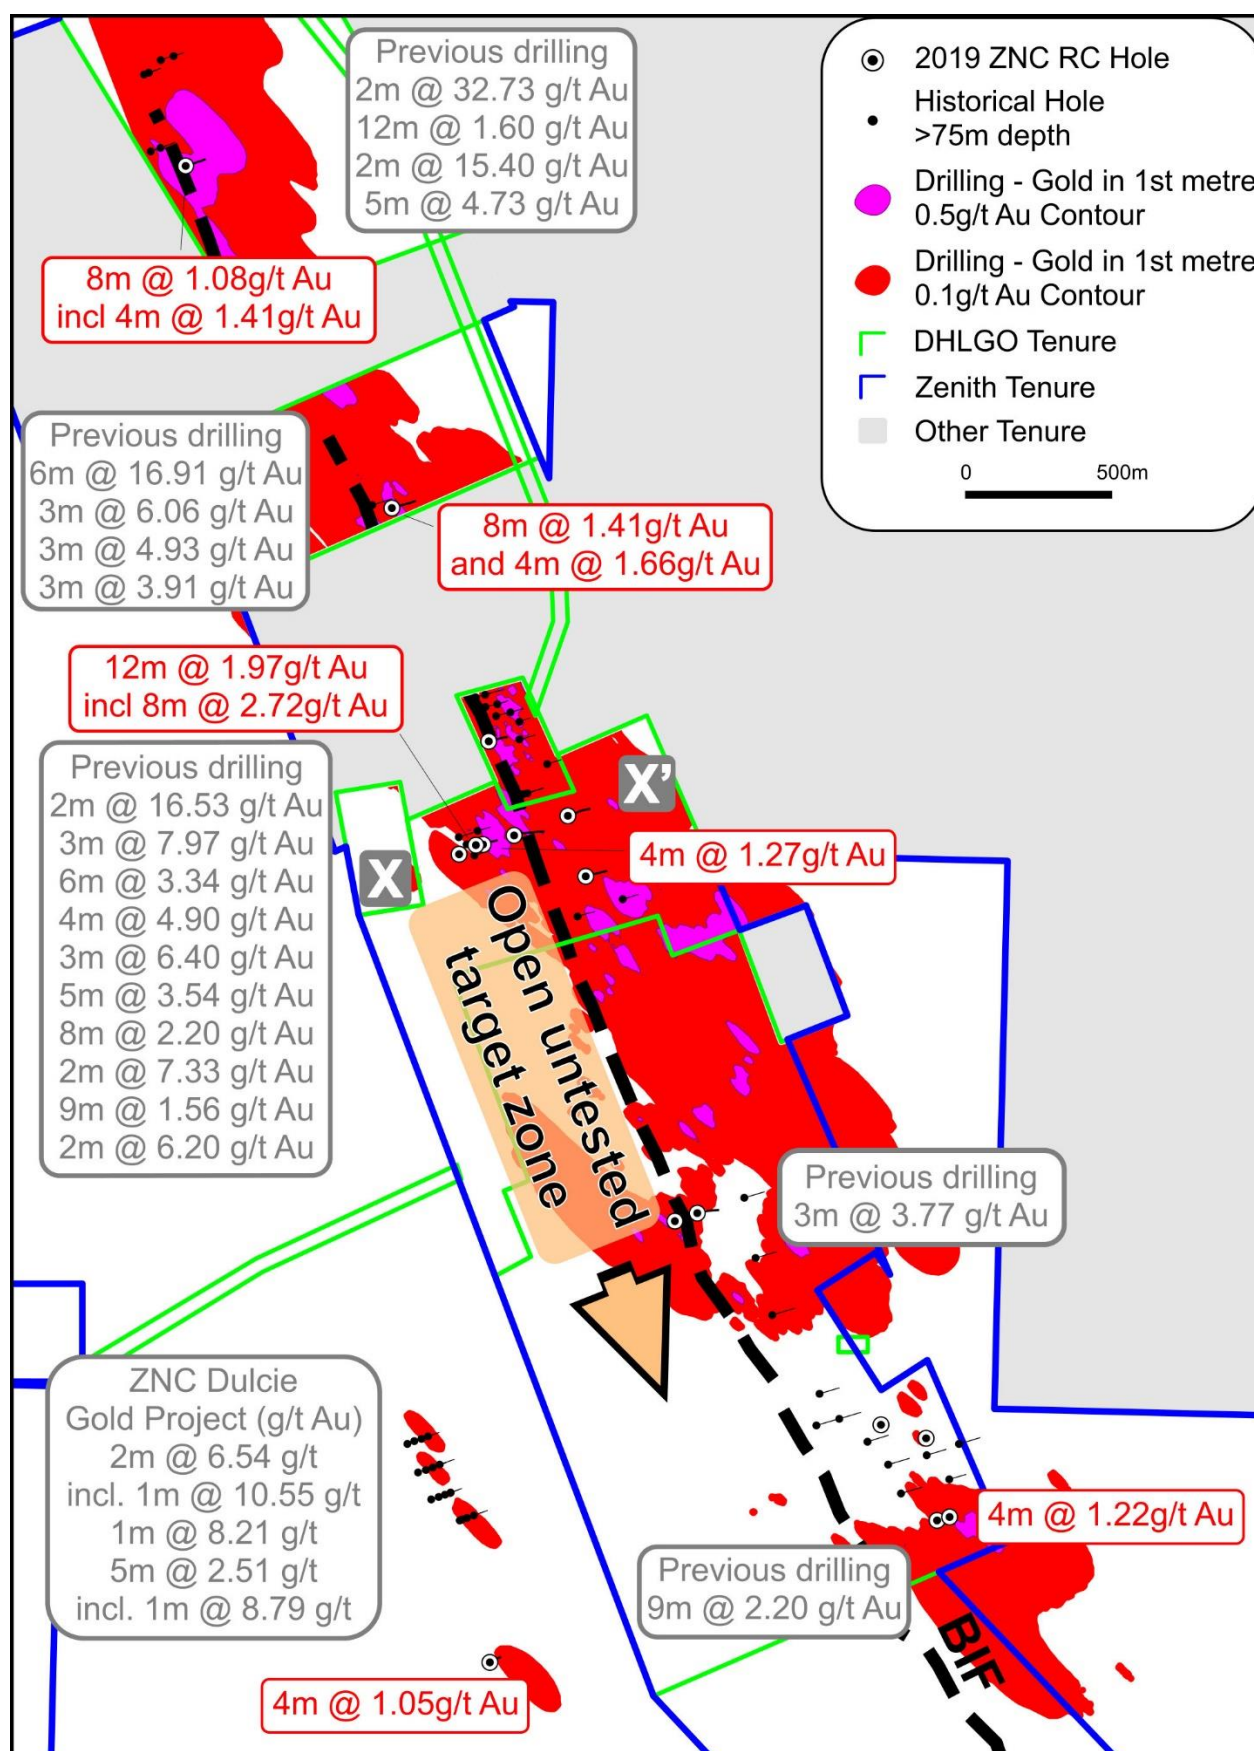 Previous drilling
2m @ 32.73 g/t Au
12m @ 1.60 g/t Au
2m @ 15.40 g/t Au
5m @ 4.73 g/t Au
2019 ZNC RC Hole
Historical Hole
>75m depth
Drilling - Gold in 1st metre
0.5g/t Au Contour
Drilling - Gold in 1st metre
0.1g/t Au Contour
DHLGO Tenure
Zenith Tenure
Other Tenure
0 500m
8m @ 1.08g/t Au
incl 4m @ 1.41g/t Au
Previous drilling
6m @ 16.91 g/t Au
3m @ 6.06 g/t Au
3m @ 4.93 g/t Au
3m @ 3.91 g/t Au
8m @ 1.41g/t Au
and 4m @ 1.66g/t Au
12m @ 1.97g/t Au
incl 8m @ 2.72g/t Au
Previous drilling
2m @ 16.53 g/t Au
3m @ 7.97 g/t Au
6m @ 3.34 g/t Au
4m @ 4.90 g/t Au
3m @ 6.40 g/t Au
5m @ 3.54 g/t Au
8m @ 2.20 g/t Au
2m @ 7.33 g/t Au
9m @ 1.56 g/t Au
2m @ 6.20 g/t Au
X'
X
4m @ 1.27g/t Au
Open untested
target zone
Previous drilling
3m @ 3.77 g/t Au
ZNC Dulcie
Gold Project (g/t Au)
2m @ 6.54 g/t
incl. 1m @ 10.55 g/t
1m @ 8.21 g/t
5m @ 2.51 g/t
incl. 1m @ 8.79 g/t
4m @ 1.22g/t Au
Previous drilling
9m @ 2.20 g/t Au
BIF
4m @ 1.05g/t Au